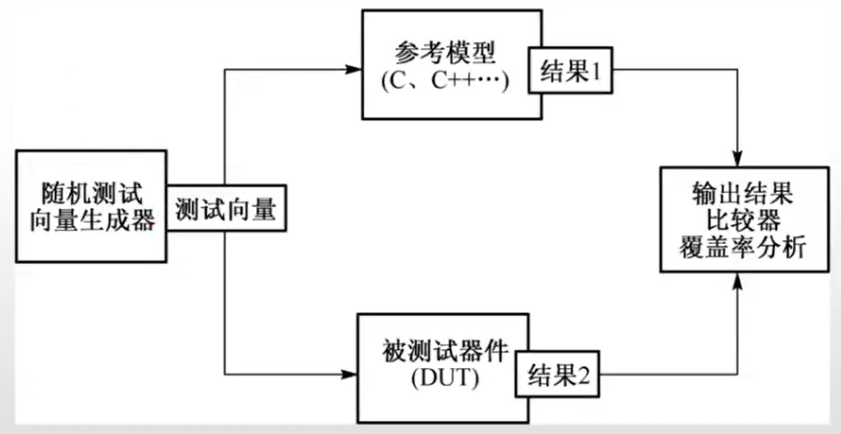 参考模型
(C、C++…)
结果1
随机测试
向量生成器
测试向量
输出结果
比较器
覆盖率分析
被测试器件
(DUT)
结果2